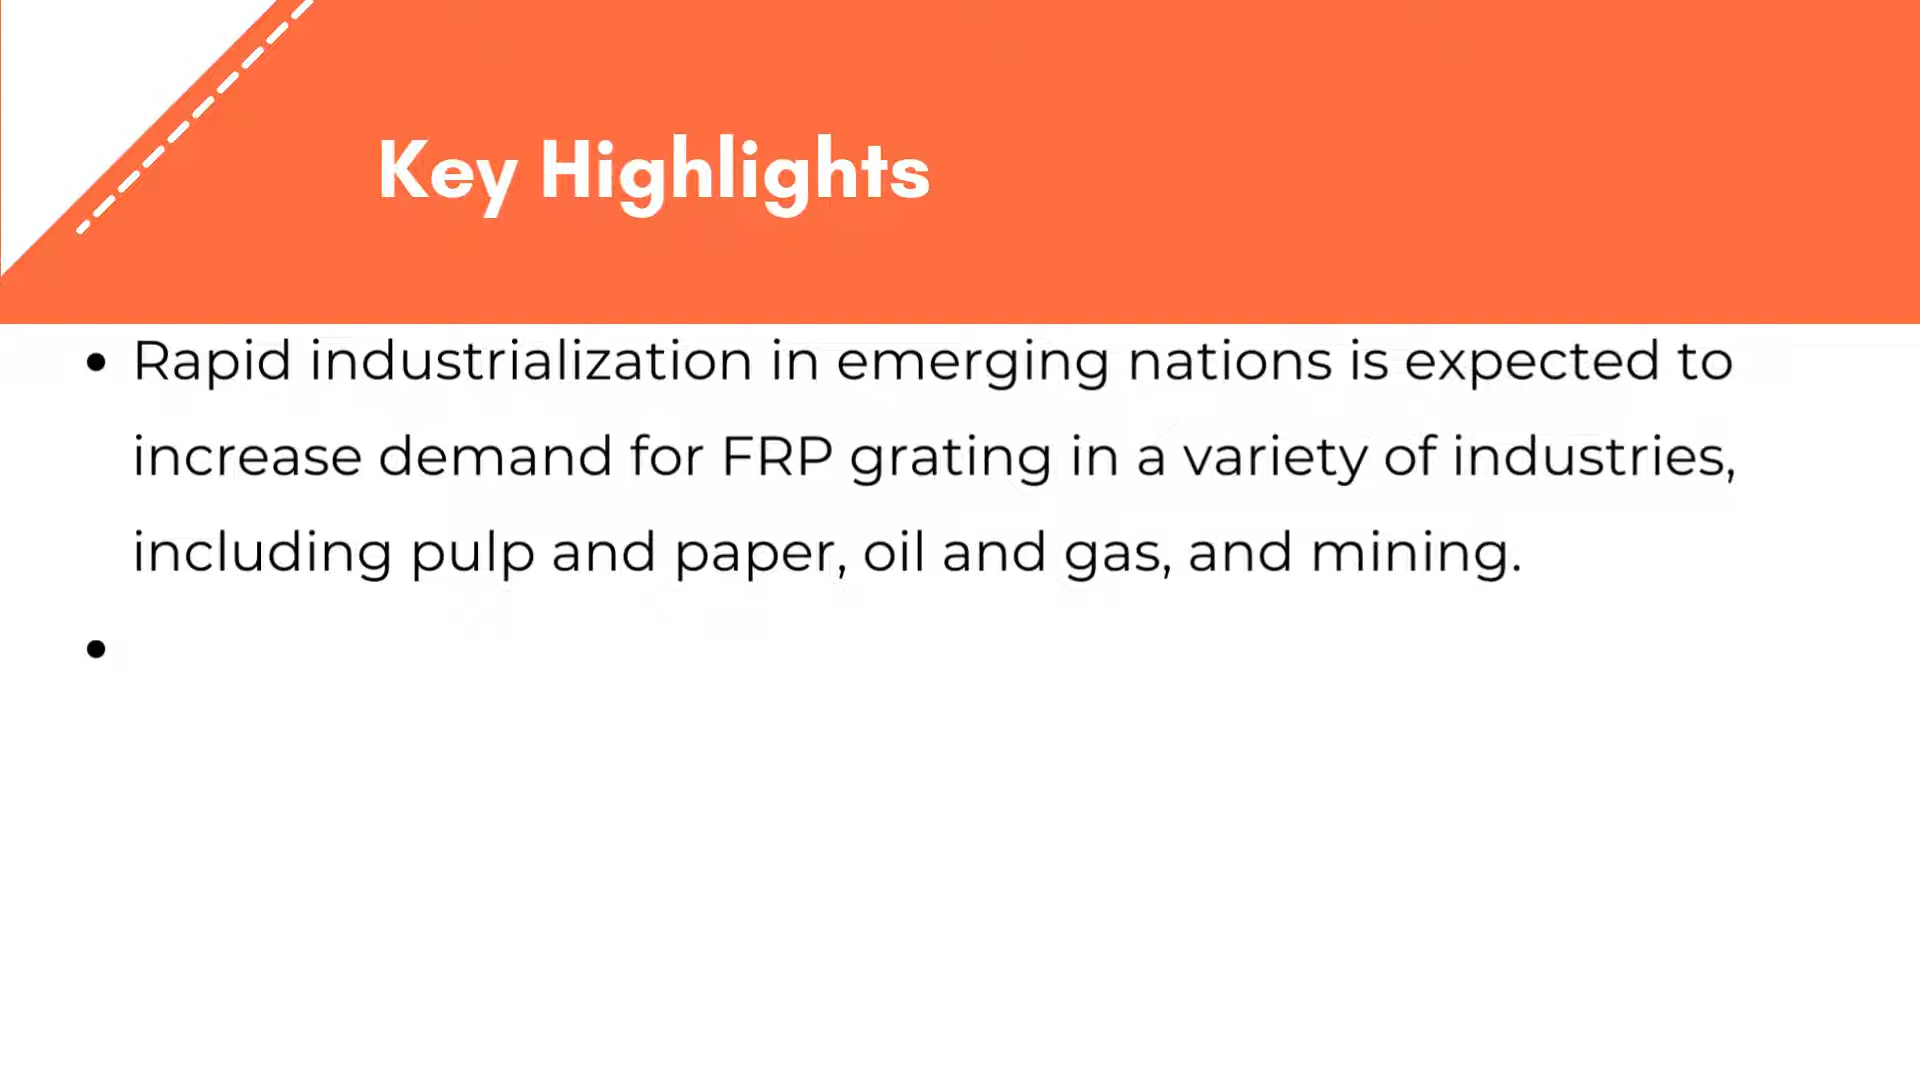 Key Highlights
• Rapid industrialization in emerging nations is expected to
increase demand for FRP grating in a variety of industries,
including pulp and paper, oil and gas, and mining.
•